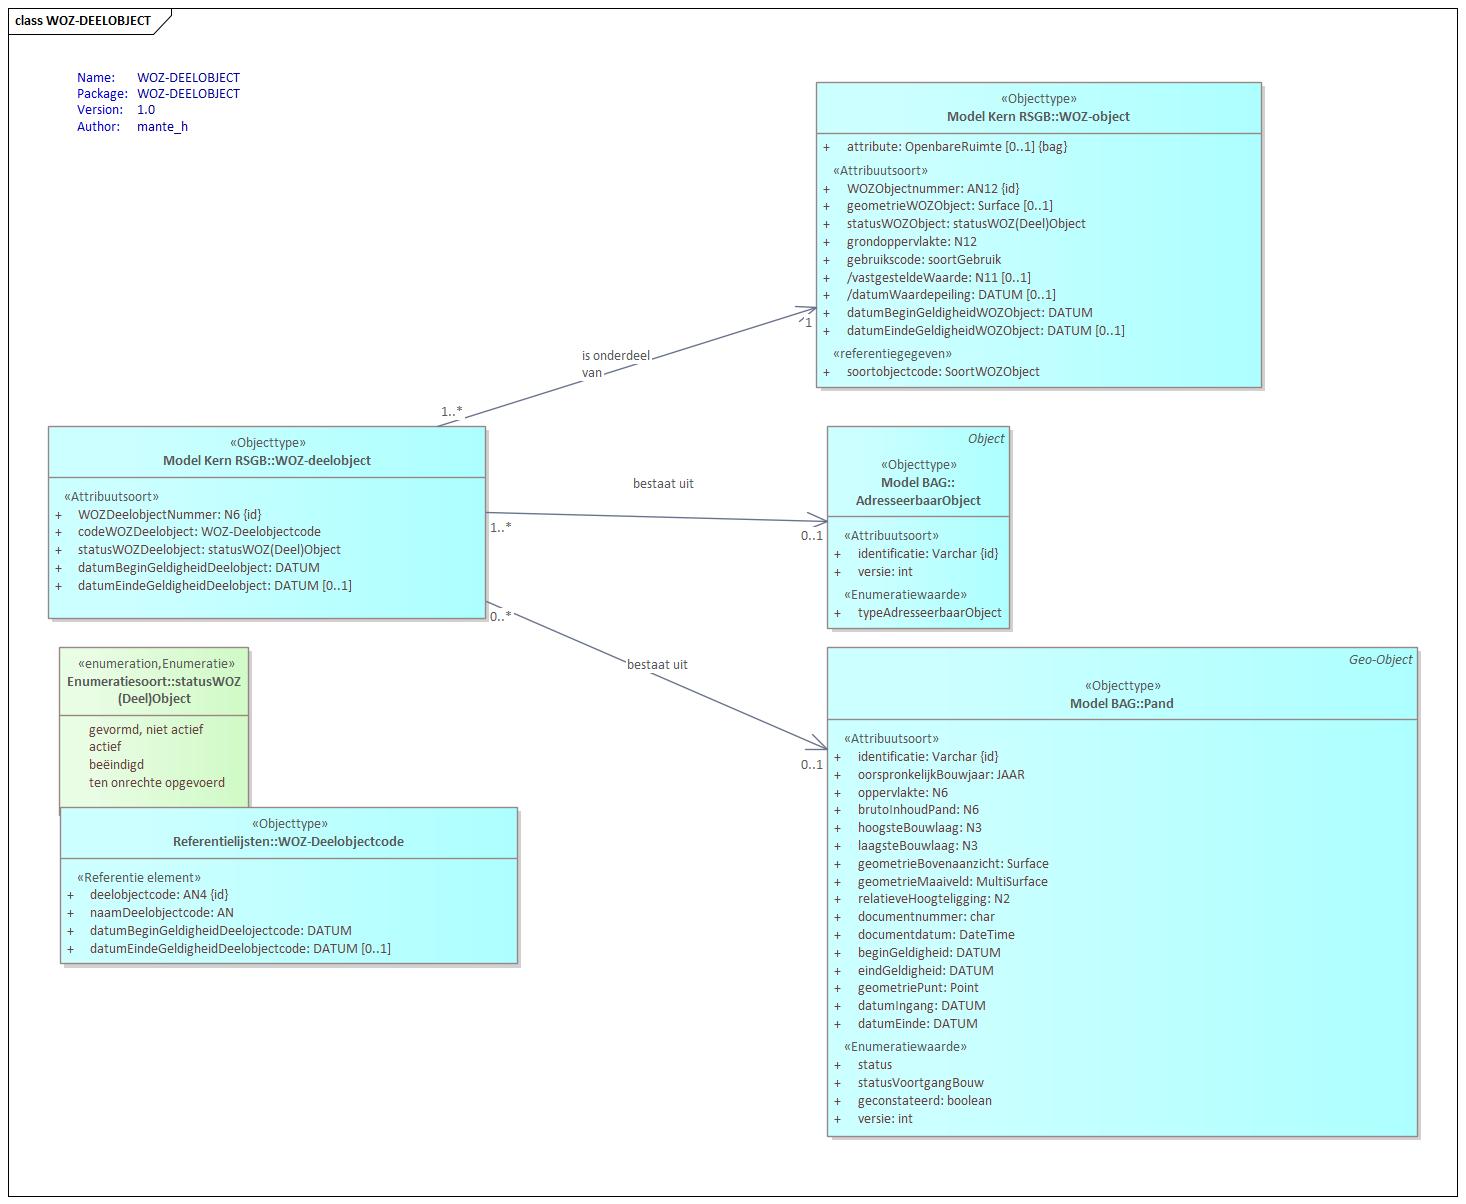 class WOZ-DEELOBJECT
Name: WOZ-DEELOBJECT
Package: WOZ-DEELOBJECT
Version: 1.0
Author: mante_h
«Objecttype»
Model Kern RSGB::WOZ-object
+ attribute: OpenbareRuimte [0..1] {bag}
«Attribuutsoort»
+ WOZObjectnummer: AN12 {id}
+ geometrieWOZObject: Surface [0..1]
+ statusWOZObject: statusWOZ(Deel)Object
+ grondoppervlakte: N12
+ gebruikscode: soortGebruik
+ /vastgesteldeWaarde: N11 [0..1]
+ /datumWaardepeiling: DATUM [0..1]
+ datumBeginGeldigheidWOZObject: DATUM
+ datumEindeGeldigheidWOZObject: DATUM [0..1]
«referentiegegeven»
+ soortobjectcode: SoortWOZObject
1
is onderdeel
van
1..*
«Objecttype»
Model Kern RSGB::WOZ-deelobject
«Attribuutsoort»
+ WOZDeelobjectNummer: N6 {id}
+ codeWOZDeelobject: WOZ-Deelobjectcode
+ statusWOZDeelobject: statusWOZ(Deel)Object
+ datumBeginGeldigheidDeelobject: DATUM
+ datumEindeGeldigheidDeelobject: DATUM [0..1]
bestaat uit
1..*
0..1
Object
«Objecttype»
Model BAG::
AdresseerbaarObject
«Attribuutsoort»
+ identificatie: Varchar {id}
+ versie: int
«Enumeratiewaarde»
+ typeAdresseerbaarObject
0..*
bestaat uit
0..1
«enumeration,Enumeratie»
Enumeratiesoort::statusWOZ
(Deel)Object
gevormd, niet actief
actief
beëindigd
ten onrechte opgevoerd
«Objecttype»
Referentielijsten::WOZ-Deelobjectcode
«Referentie element»
+ deelobjectcode: AN4 {id}
+ naamDeelobjectcode: AN
+ datumBeginGeldigheidDeelojectcode: DATUM
+ datumEindeGeldigheidDeelobjectcode: DATUM [0..1]
Geo-Object
«Objecttype»
Model BAG::Pand
«Attribuutsoort»
+ identificatie: Varchar {id}
+ oorspronkelijkBouwjaar: JAAR
+ oppervlakte: N6
+ brutoInhoudPand: N6
+ hoogsteBouwlaag: N3
+ laagsteBouwlaag: N3
+ geometrieBovenaanzicht: Surface
+ geometrieMaaiveld: MultiSurface
+ relatieveHoogteligging: N2
+ documentnummer: char
+ documentdatum: DateTime
+ beginGeldigheid: DATUM
+ eindGeldigheid: DATUM
+ geometriePunt: Point
+ datumIngang: DATUM
+ datumEinde: DATUM
«Enumeratiewaarde»
+ status
+ statusVoortgangBouw
+ geconstateerd: boolean
+ versie: int